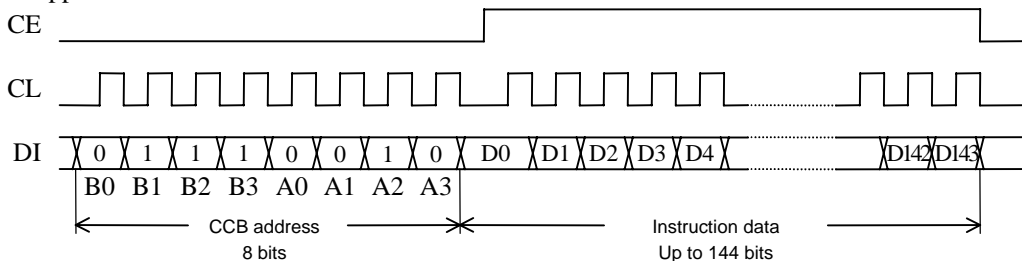 CE
CL
DI 0 1 1 1 0 0 1 0 D0 D1 D2 D3 D4 D142 D143
B0 B1 B2 B3 A0 A1 A2 A3
CCB address Instruction data
8 bits Up to 144 bits